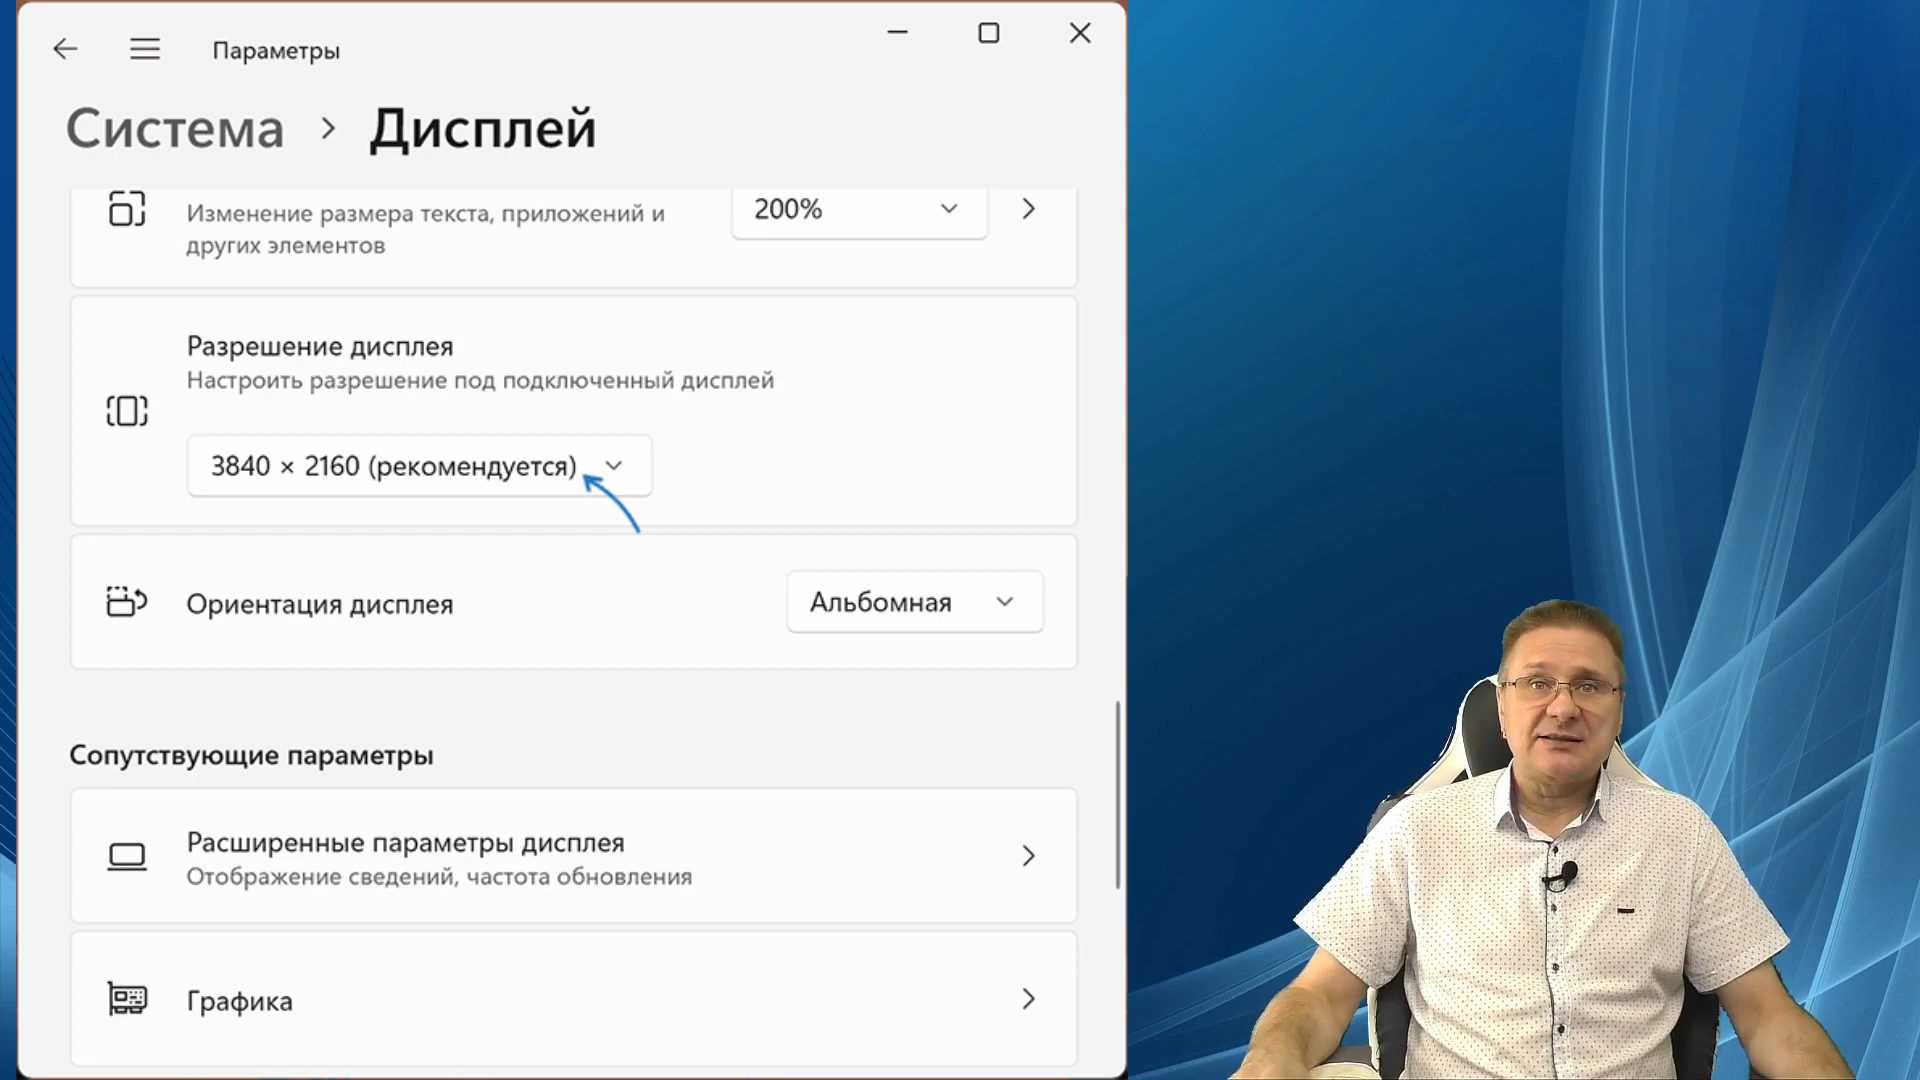 Параметры
Система > Дисплей
Изменение размера текста, приложений и
других элементов
200%
Разрешение дисплея
Настроить разрешение под подключенный дисплей
3840 × 2160 (рекомендуется)
Ориентация дисплея
Альбомная
Сопутствующие параметры
Расширенные параметры дисплея
Отображение сведений, частота обновления
Графика